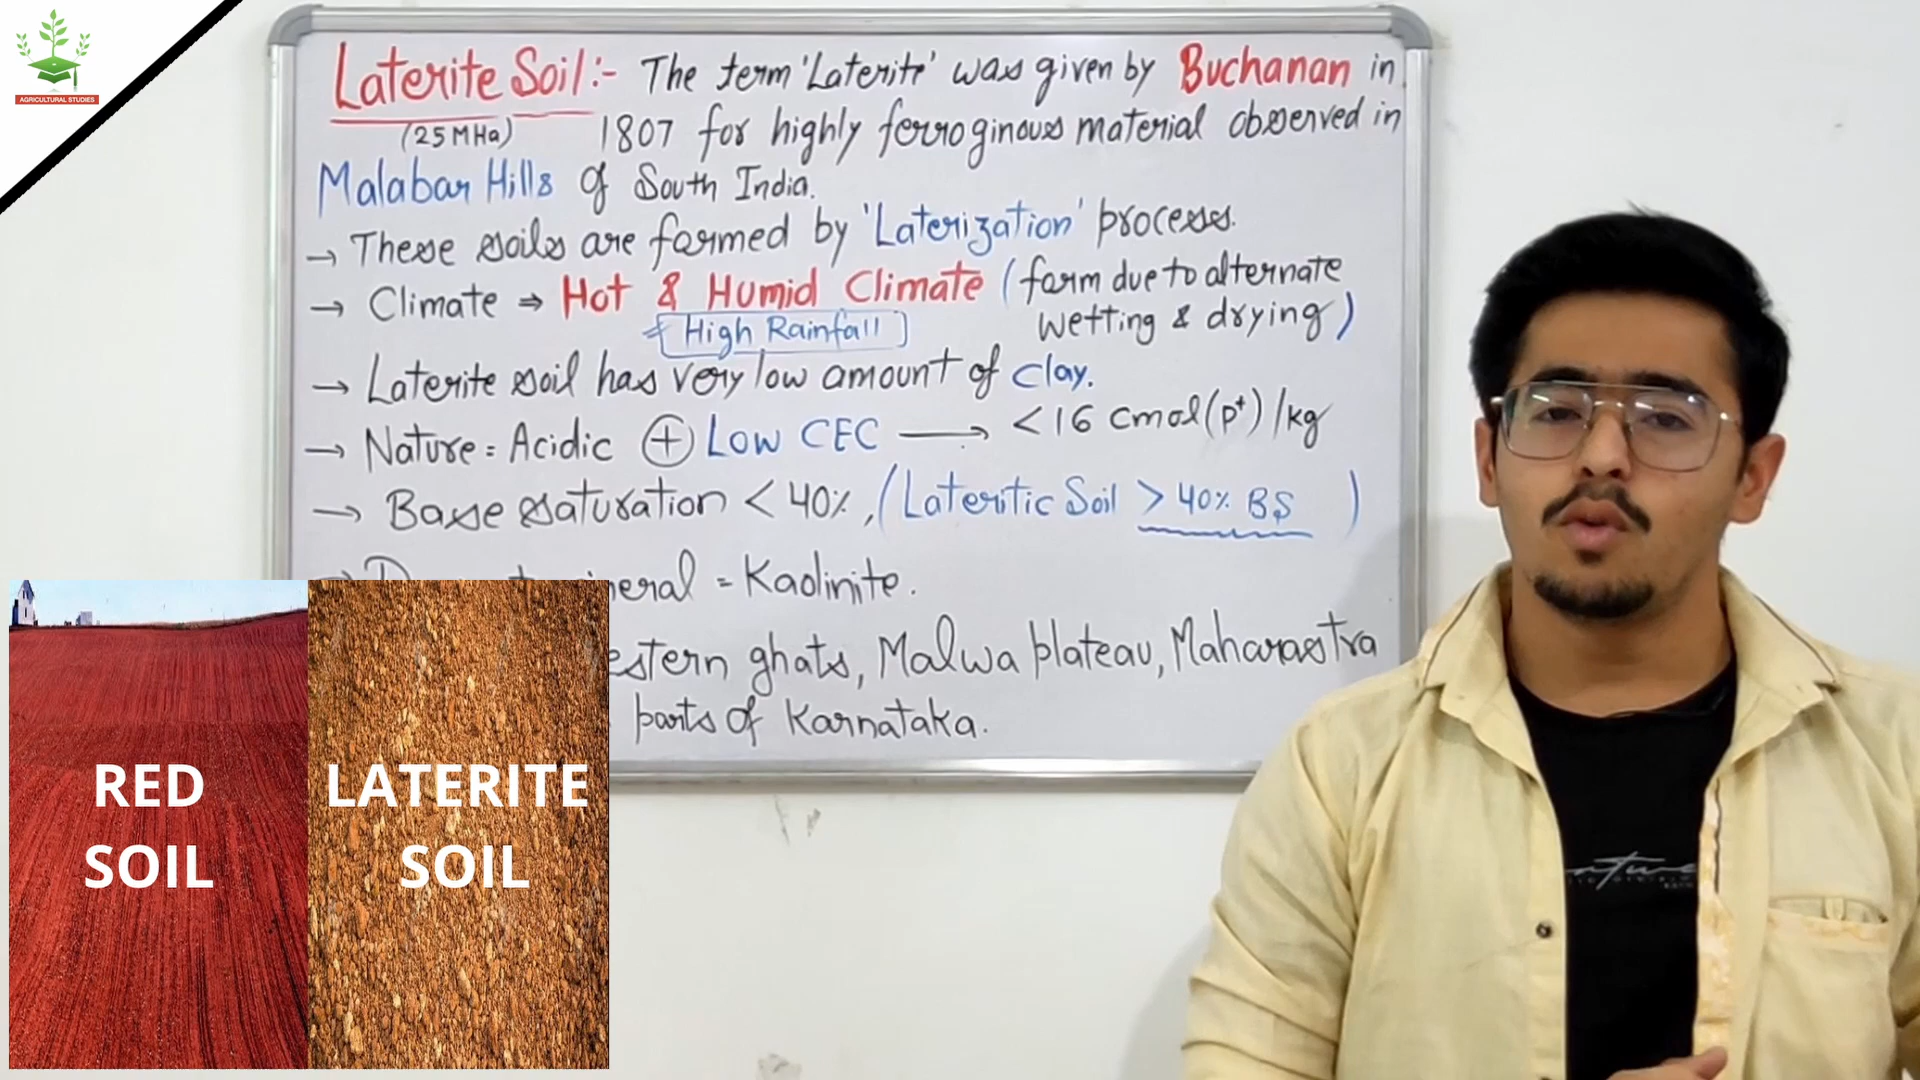 AGRICULTURAL STUDIES
Laterite Soil:- The term 'Laterite' was given by Buchanan in
(25 MHa) 1807 for highly ferroginous material observed in
Malabar Hills of South India.
→ These soils are formed by 'Laterization' process.
→ Climate ⇒ Hot & Humid Climate (form due to alternate
High Rainfall wetting & drying)
→ Laterite soil has very low amount of clay.
→ Nature = Acidic ⊕ Low CEC → <16 cmol(p⁺)/kg
→ Base saturation < 40%, (Lateritic Soil > 40% BS )
= Kaolinite.
ghats, Malwa plateau, Maharastra
parts of Karnataka.
RED
SOIL
LATERITE
SOIL